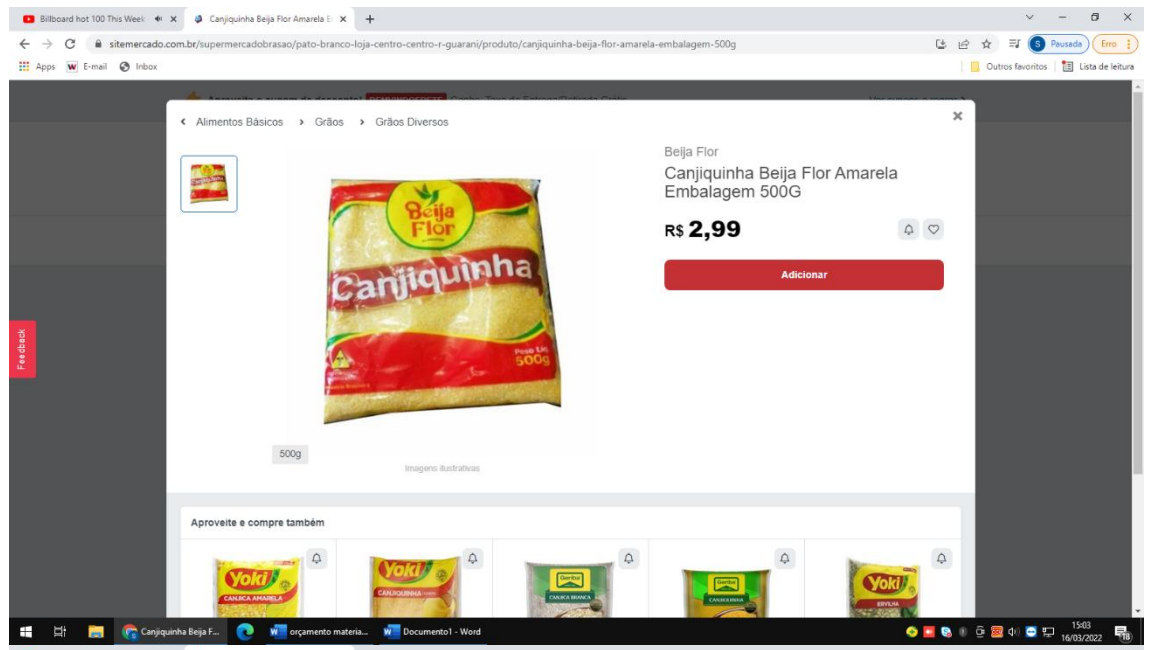 Billboard hot 100 This Week
Canjiquinha Beija Flor Amarela E
sitemercado.com.br/supermercadobrasao/pato-branco-loja-centro-centro-r-guarani/produto/canjiquinha-beija-flor-amarela-embalagem-500g
S Pausada
Erro
Apps
W E-mail
Inbox
Outros favoritos
Lista de leitura
Alimentos Básicos > Grãos > Grãos Diversos
Beija Flor
Canjiquinha Beija Flor Amarela
Embalagem 500G
R$ 2,99
Adicionar
Beija
Flor
Canjiquinha
Peso Líq.
500g
Feedback
500g
Imagens ilustrativas
Aproveite e compre também
Yoki
CANJICA AMARELA
Yoki
CANJIQUINHA
Garibe
CANJICA BRANCA
CANJIQUINHA
Yoki
ERVILHA
Canjiquinha Beija F...
orçamento materia...
Documento1 - Word
15:03
16/03/2022
18